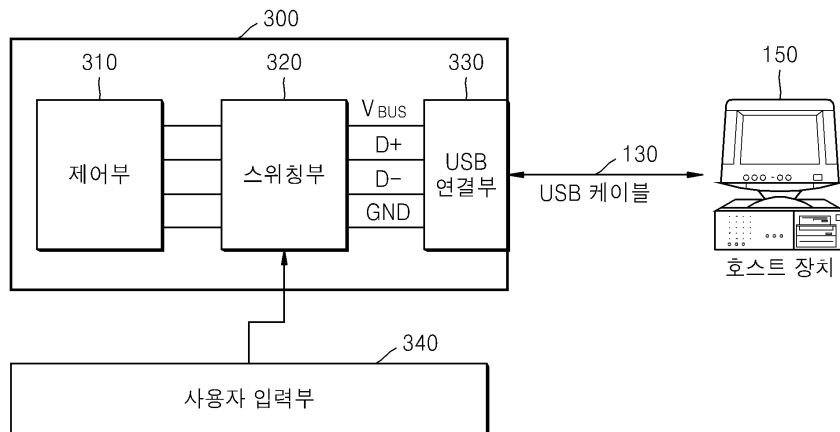 300
310
320
330
150
제어부
스위칭부
VBUS
D+
D-
GND
USB
연결부
130
USB 케이블
호스트 장치
340
사용자 입력부